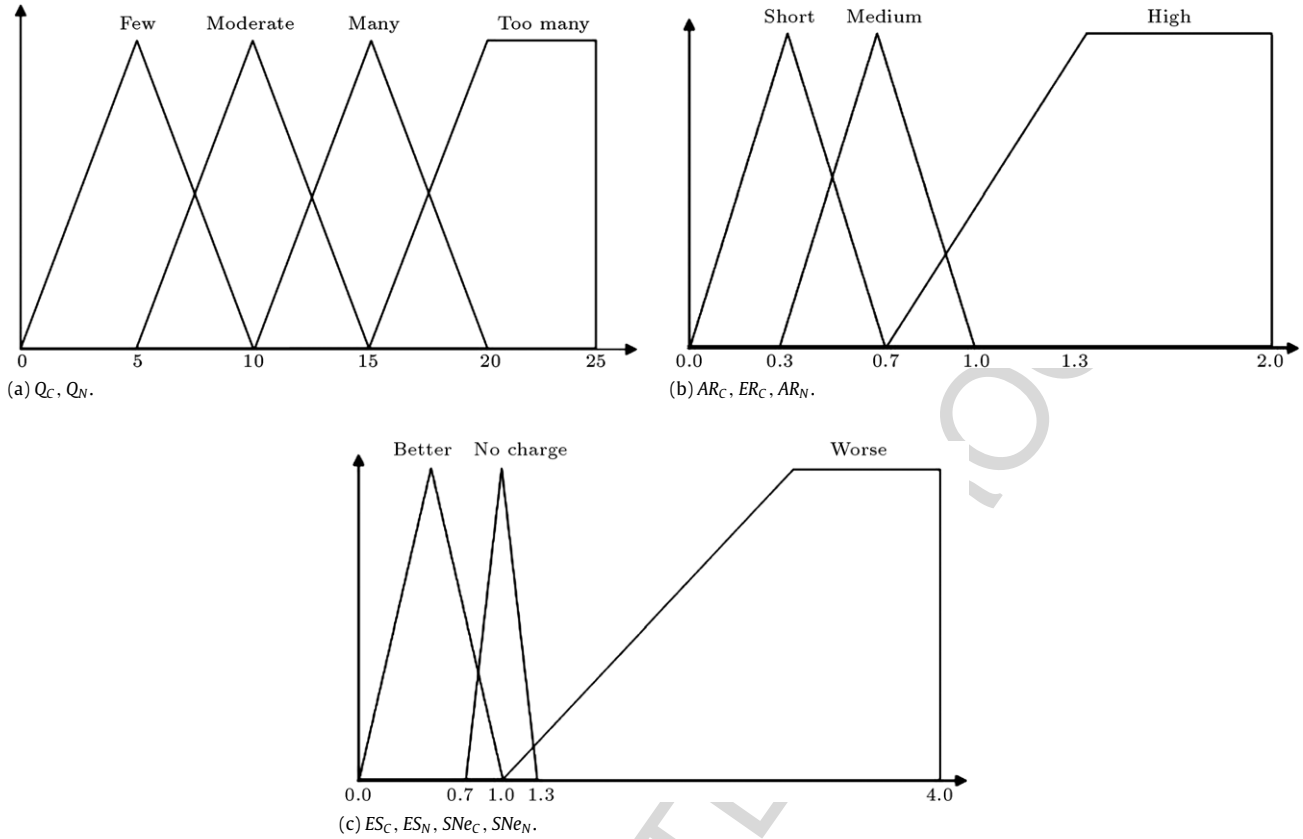 Few Moderate Many Too many
0 5 10 15 20 25
(a) Q_C, Q_N.
Short Medium High
0.0 0.3 0.7 1.0 1.3 2.0
(b) AR_C, ER_C, AR_N.
Better No charge Worse
0.0 0.7 1.0 1.3 4.0
(c) ES_C, ES_N, SNe_C, SNe_N.